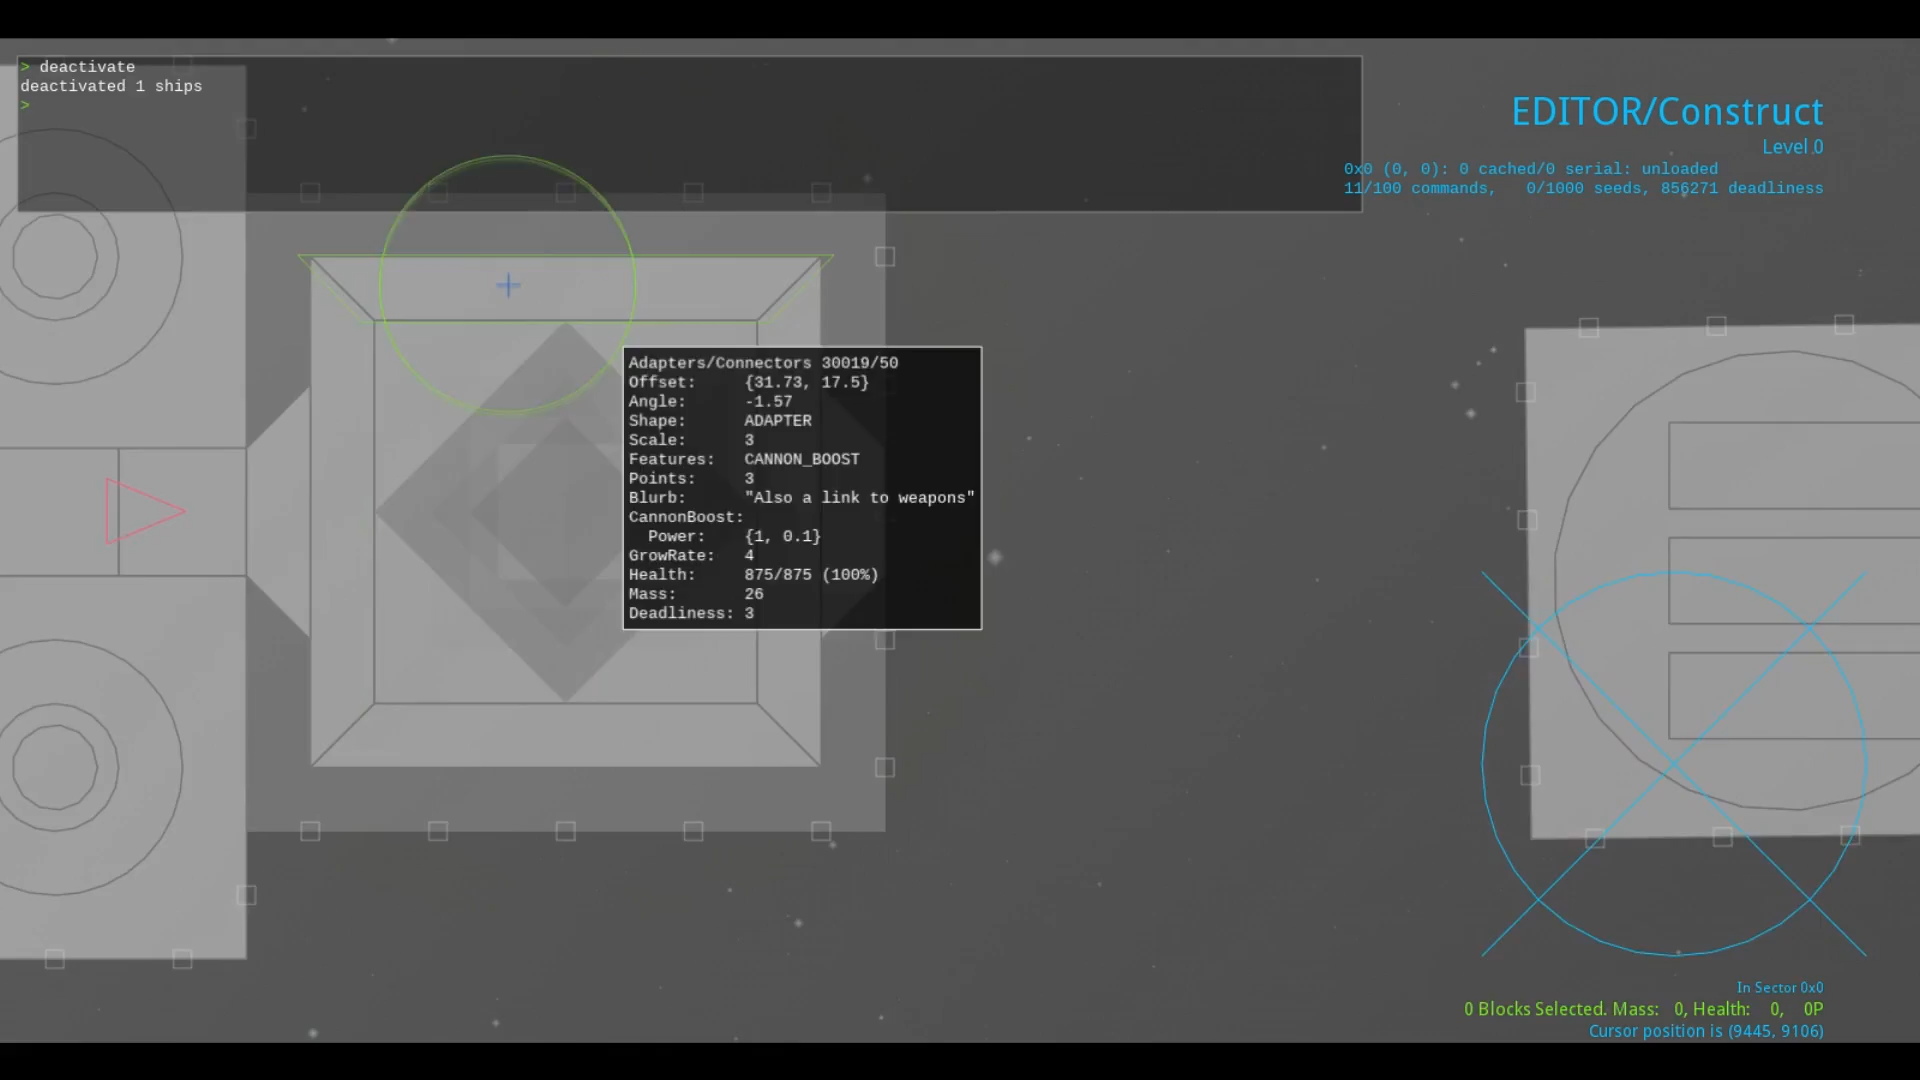 > deactivate
deactivated 1 ships
>
EDITOR/Construct
Level 0
0x0 (0, 0): 0 cached/0 serial: unloaded
11/100 commands, 0/1000 seeds, 856271 deadliness
Adapters/Connectors 30019/50
Offset: {31.73, 17.5}
Angle: -1.57
Shape: ADAPTER
Scale: 3
Features: CANNON_BOOST
Points: 3
Blurb: "Also a link to weapons"
CannonBoost:
Power: {1, 0.1}
GrowRate: 4
Health: 875/875 (100%)
Mass: 26
Deadliness: 3
In Sector 0x0
0 Blocks Selected. Mass: 0, Health: 0, 0P
Cursor position is (9445, 9106)